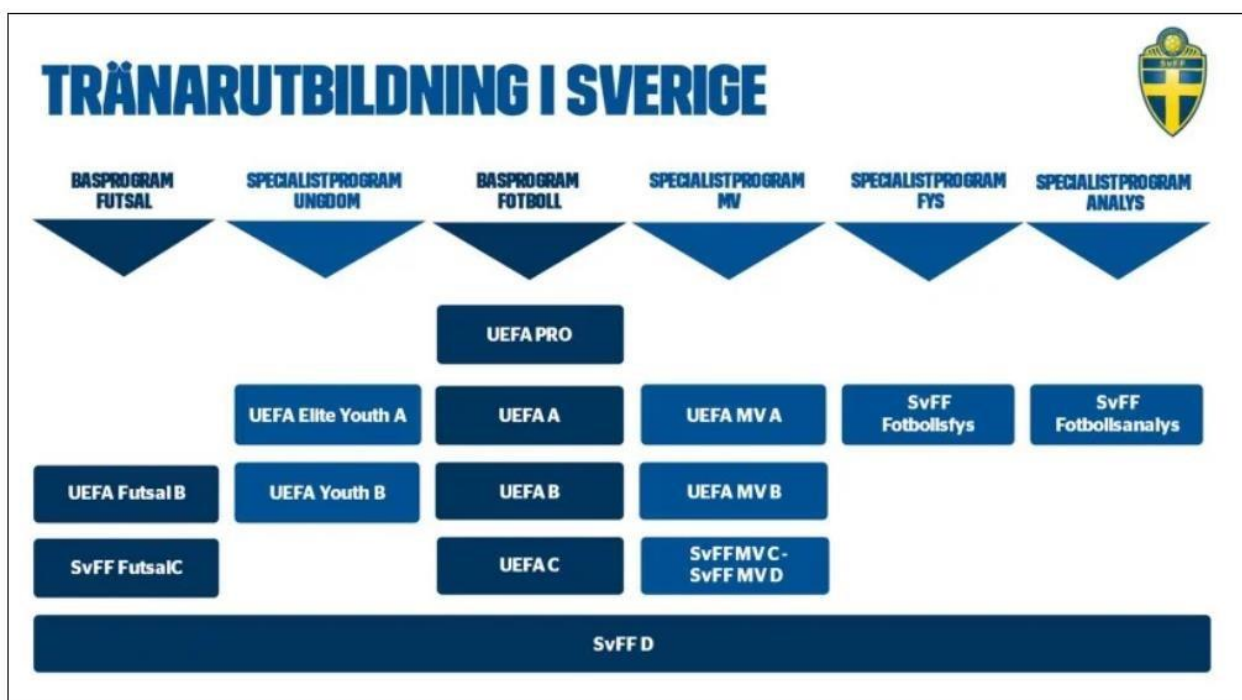 TRÄNARUTBILDNING I SVERIGE
SvFF
BASPROGRAM
FUTSAL
SPECIALISTPROGRAM
UNGDOM
BASPROGRAM
FOTBOLL
SPECIALISTPROGRAM
MV
SPECIALISTPROGRAM
FYS
SPECIALISTPROGRAM
ANALYS
UEFA PRO
UEFA Elite Youth A
UEFA A
UEFA MV A
SvFF
Fotbollsfys
SvFF
Fotbollsanalys
UEFA Futsal B
UEFA Youth B
UEFA B
UEFA MV B
SvFF FutsalC
UEFA C
SvFF MV C -
SvFF MV D
SvFF D